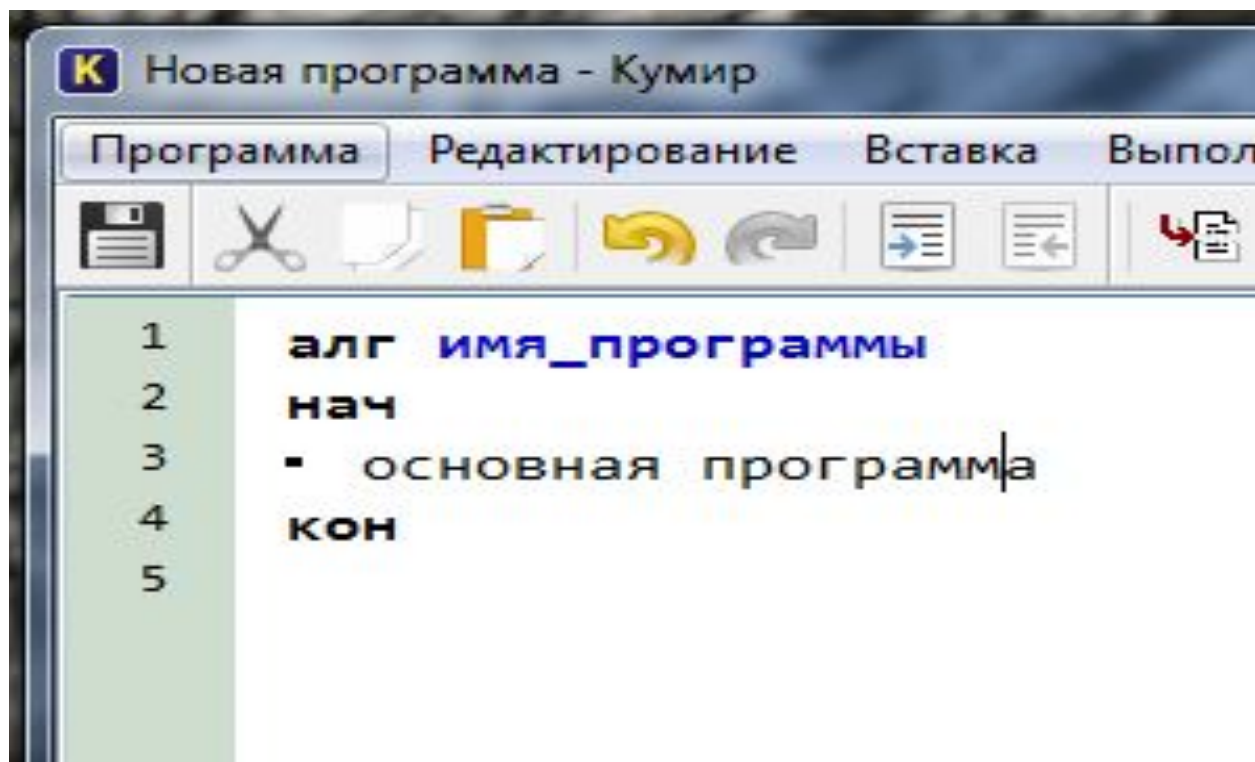 K Новая программа - Кумир
Программа Редактирование Вставка Выпол
1 алг имя_программы
2 нач
3 ▪ основная программа
4 кон
5